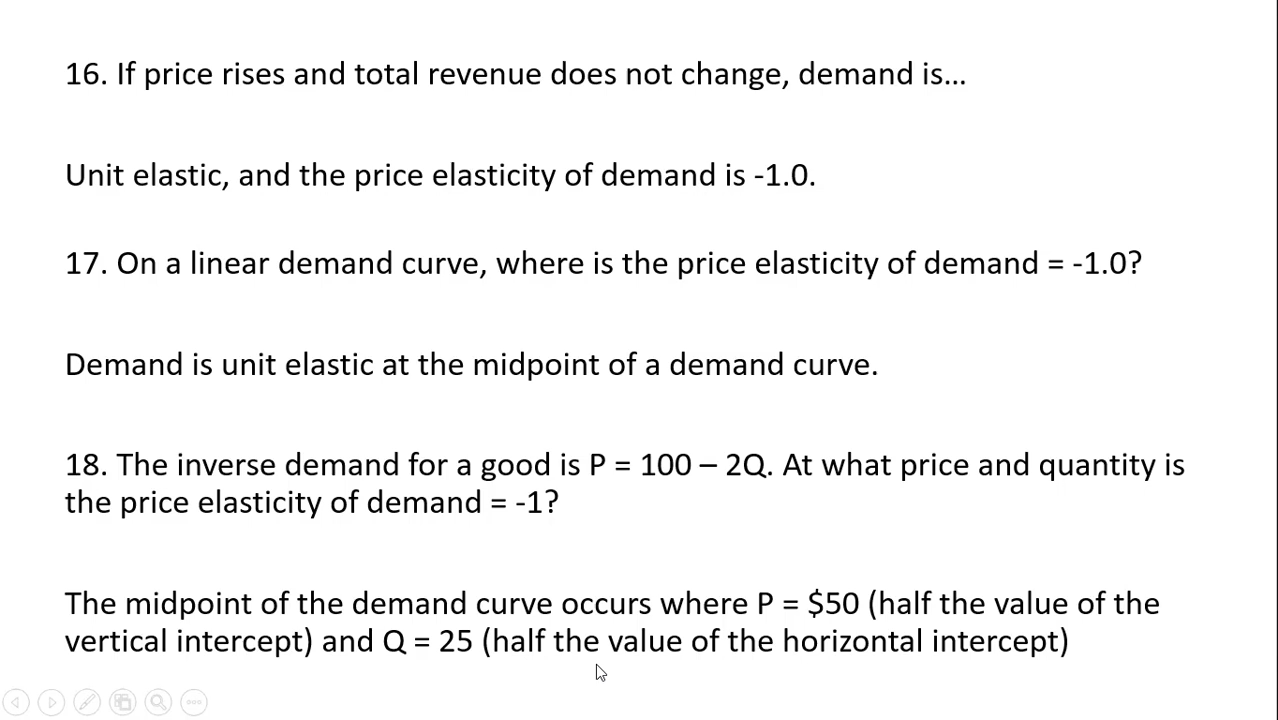 16. If price rises and total revenue does not change, demand is...
Unit elastic, and the price elasticity of demand is -1.0.
17. On a linear demand curve, where is the price elasticity of demand = -1.0?
Demand is unit elastic at the midpoint of a demand curve.
18. The inverse demand for a good is P = 100 – 2Q. At what price and quantity is
the price elasticity of demand = -1?
The midpoint of the demand curve occurs where P = $50 (half the value of the
vertical intercept) and Q = 25 (half the value of the horizontal intercept)